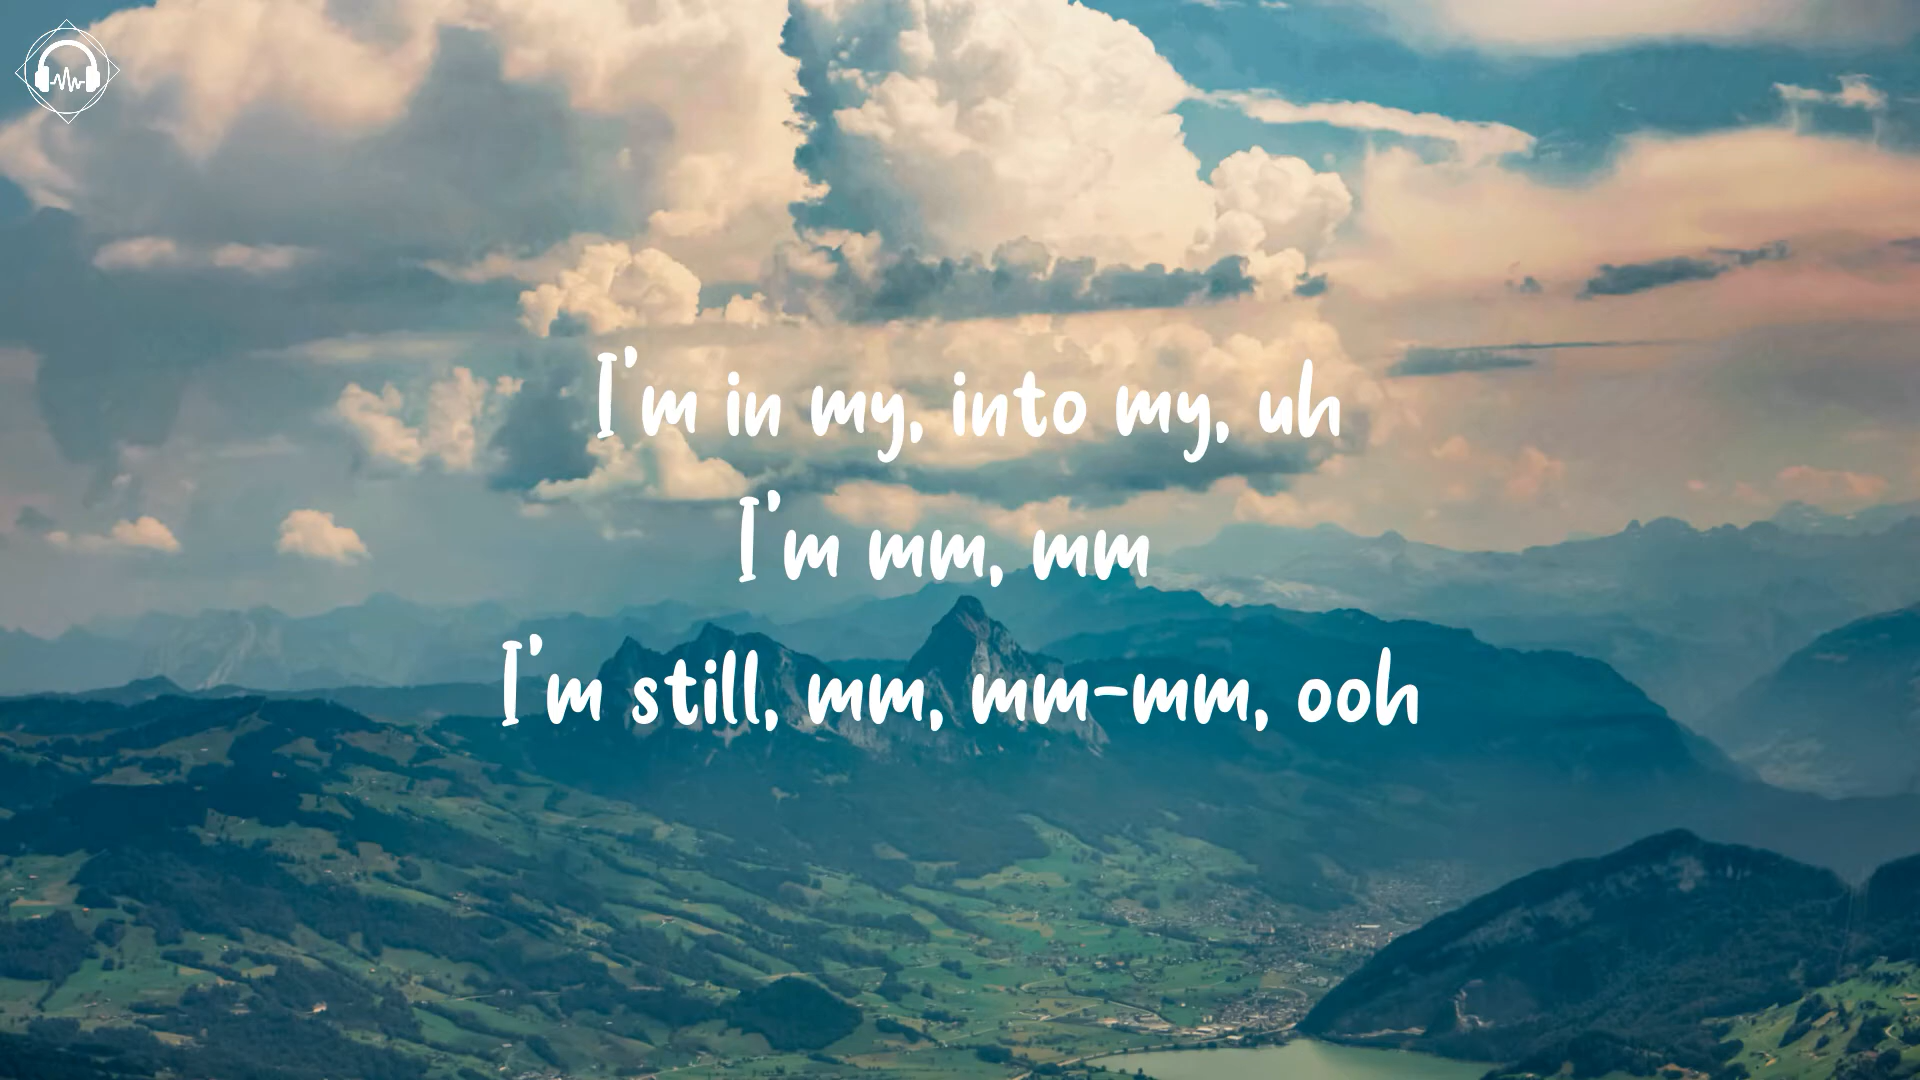 I'm in my, into my, uh
I'm mm, mm
I'm still, mm, mm-mm, ooh